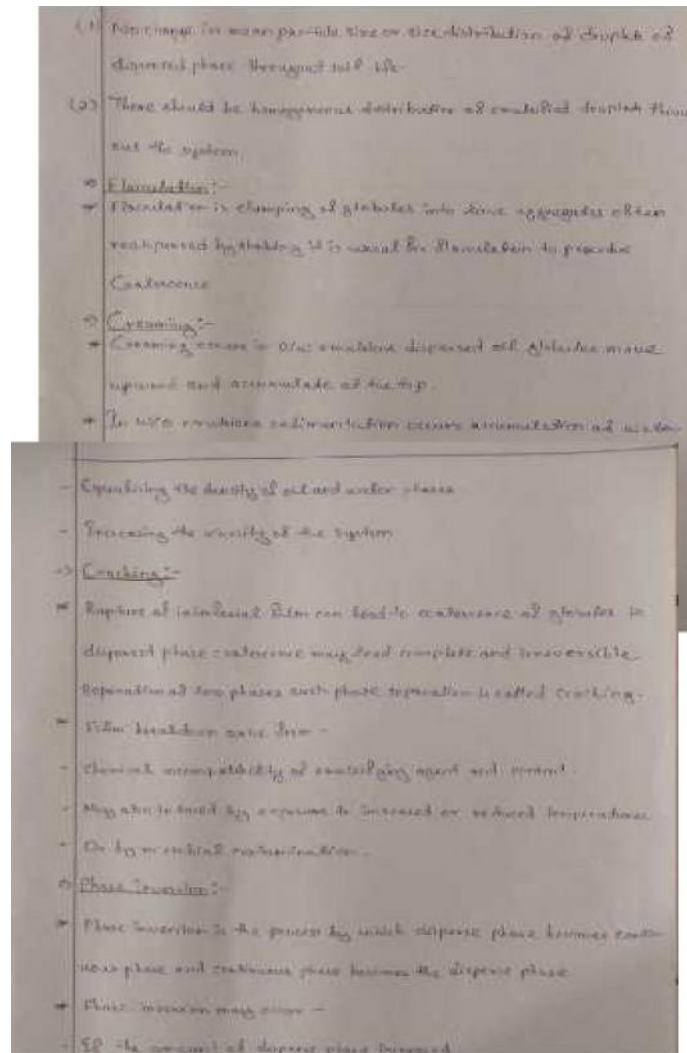 (1) No change in mean particle size or size distribution of droplets of
dispersed phase throughout self life.
(2) There should be homogeneous distribution of emulsified droplets throu
out the system.
Flocculation:-
Flocculation is clumping of globules into loose aggregates often
by shaking it is usual for flocculation to precede
Coalescence
Creaming:-
Creaming occurs in o/w emulsions dispersed oil globules move
upward and accumulate at the top.
In w/o emulsions sedimentation occurs accumulation of water
- Equalising the density of oil and water phases
- Increasing the viscosity of the system
Cracking:-
Rupture of interfacial film can lead to coalescence of globules in
dispersed phase coalescence may lead complete and irreversible
Separation of two phases such phase separation is called cracking.
Film breakdown from -
- Chemical incompatibility of emulsifying agent and
- May also by exposure to increased or reduced temperatures
- Or by microbial contamination.
Phase inversion:-
Phase inversion is the process by which disperse phase becomes
phase and continuous phase becomes the disperse phase
Phase inversion may occur -
- If the amount of disperse phase increased